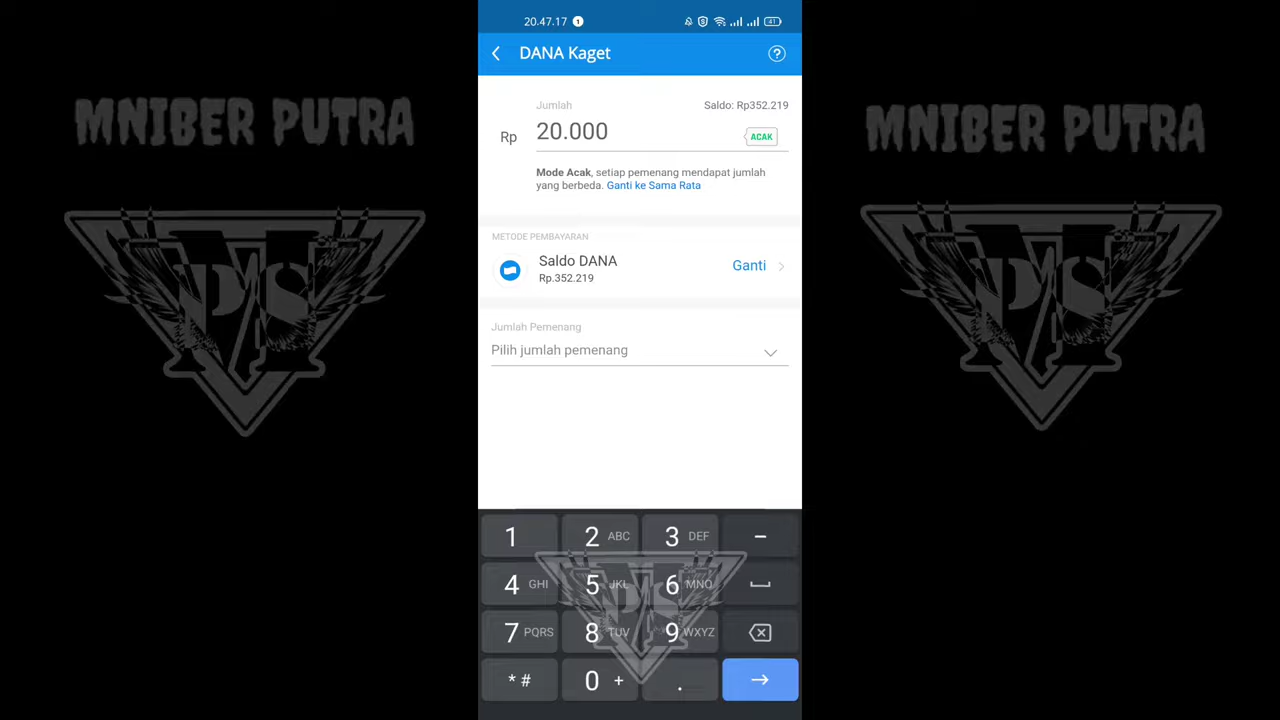 20.47.17
1
41
DANA Kaget
?
MNIBER PUTRA
MNIBER PUTRA
Jumlah
Saldo: Rp352.219
Rp
20.000
ACAK
Mode Acak, setiap pemenang mendapat jumlah
yang berbeda. Ganti ke Sama Rata
METODE PEMBAYARAN
Saldo DANA
Rp.352.219
Ganti
Jumlah Pemenang
Pilih jumlah pemenang
1
2 ABC
3 DEF
4 GHI
5 JKL
6 MNO
7 PQRS
8 TUV
9 WXYZ
* #
0 +
.